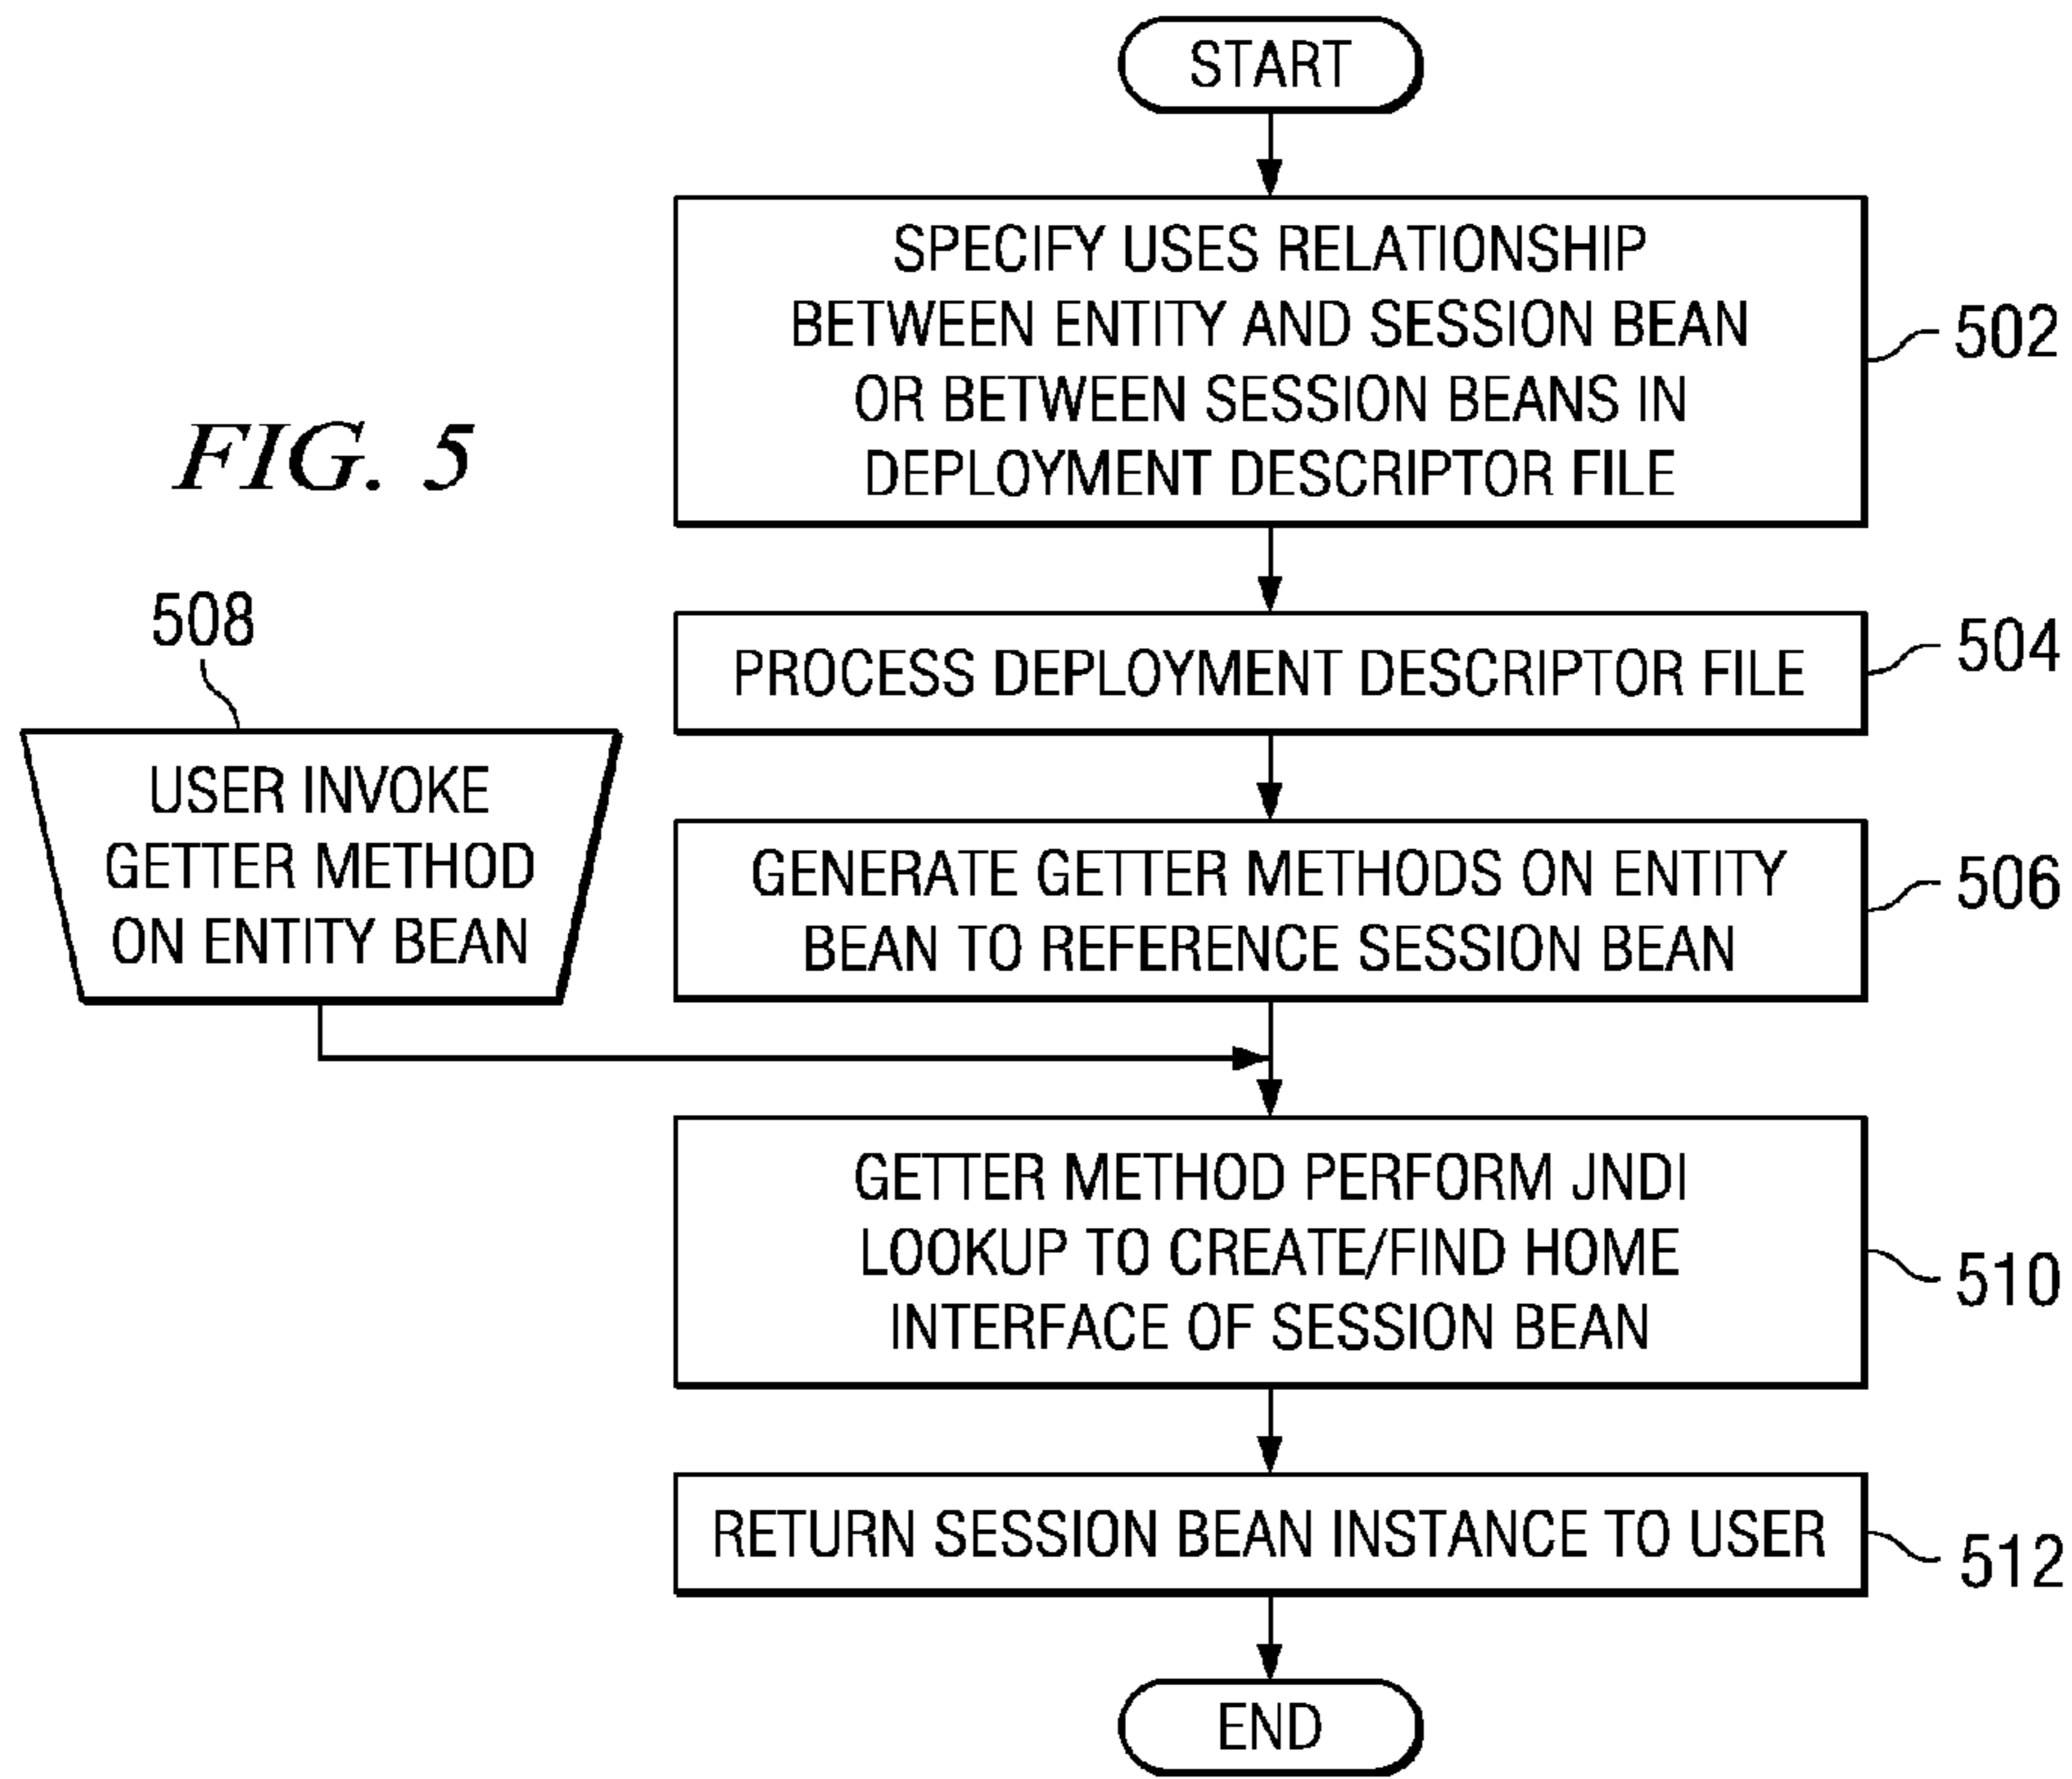 START
SPECIFY USES RELATIONSHIP
BETWEEN ENTITY AND SESSION BEAN
OR BETWEEN SESSION BEANS IN
DEPLOYMENT DESCRIPTOR FILE
502
FIG. 5
PROCESS DEPLOYMENT DESCRIPTOR FILE
504
508
USER INVOKE
GETTER METHOD
ON ENTITY BEAN
GENERATE GETTER METHODS ON ENTITY
BEAN TO REFERENCE SESSION BEAN
506
GETTER METHOD PERFORM JNDI
LOOKUP TO CREATE/FIND HOME
INTERFACE OF SESSION BEAN
510
RETURN SESSION BEAN INSTANCE TO USER
512
END